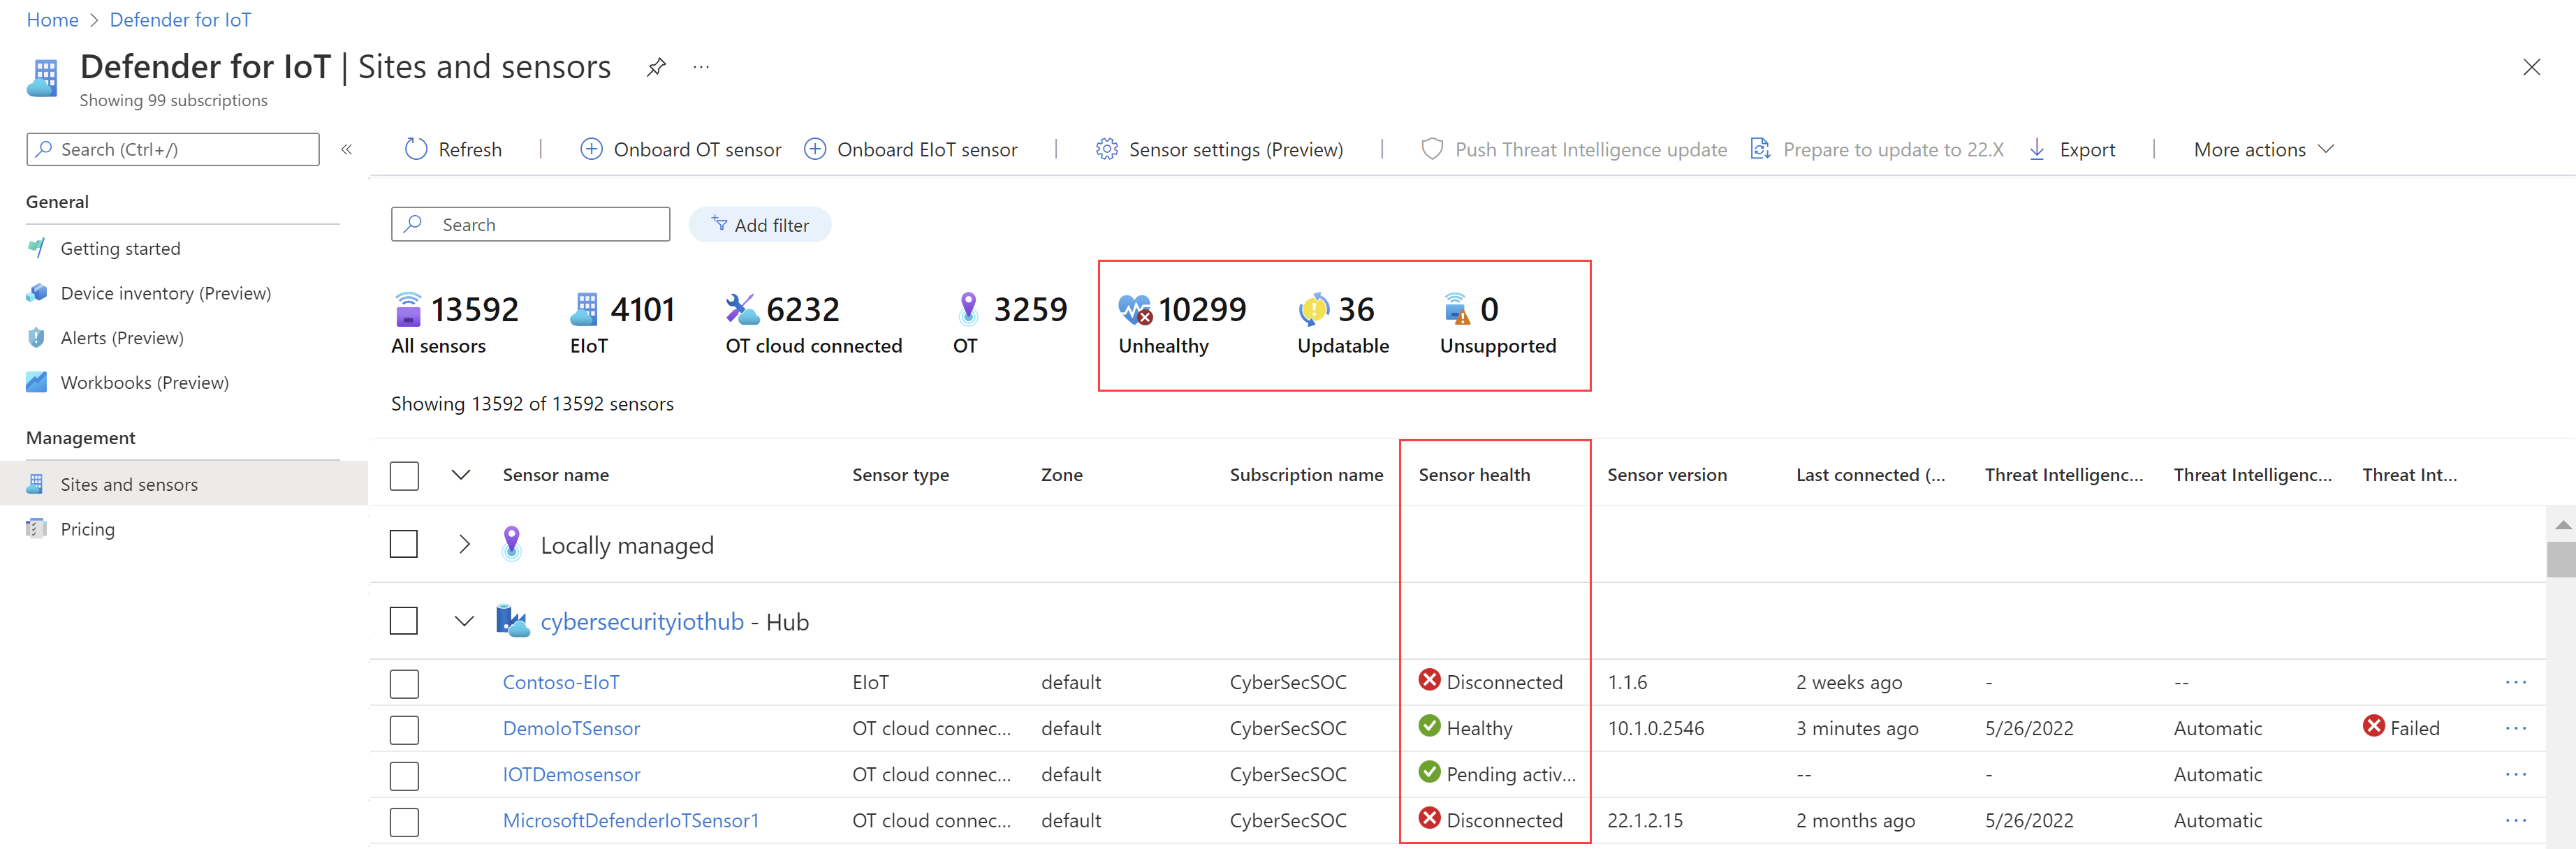 Home > Defender for IoT
Defender for IoT | Sites and sensors ...
Showing 99 subscriptions
Search (Ctrl+/) «
Refresh | Onboard OT sensor Onboard EIoT sensor | Sensor settings (Preview) | Push Threat Intelligence update Prepare to update to 22.X Export | More actions
General
Getting started
Device inventory (Preview)
Alerts (Preview)
Workbooks (Preview)
Management
Sites and sensors
Pricing
Search Add filter
13592 4101 6232 3259 10299 36 0
All sensors EIoT OT cloud connected OT Unhealthy Updatable Unsupported
Showing 13592 of 13592 sensors
Sensor name Sensor type Zone Subscription name Sensor health Sensor version Last connected (... Threat Intelligenc... Threat Intelligenc... Threat Int...
Locally managed
cybersecurityiothub - Hub
Contoso-EIoT EIoT default CyberSecSOC Disconnected 1.1.6 2 weeks ago - -- ...
DemoIoTSensor OT cloud connec... default CyberSecSOC Healthy 10.1.0.2546 3 minutes ago 5/26/2022 Automatic Failed ...
IOTDemosensor OT cloud connec... default CyberSecSOC Pending activ... -- - Automatic ...
MicrosoftDefenderIoTSensor1 OT cloud connec... default CyberSecSOC Disconnected 22.1.2.15 2 months ago 5/26/2022 Automatic ...